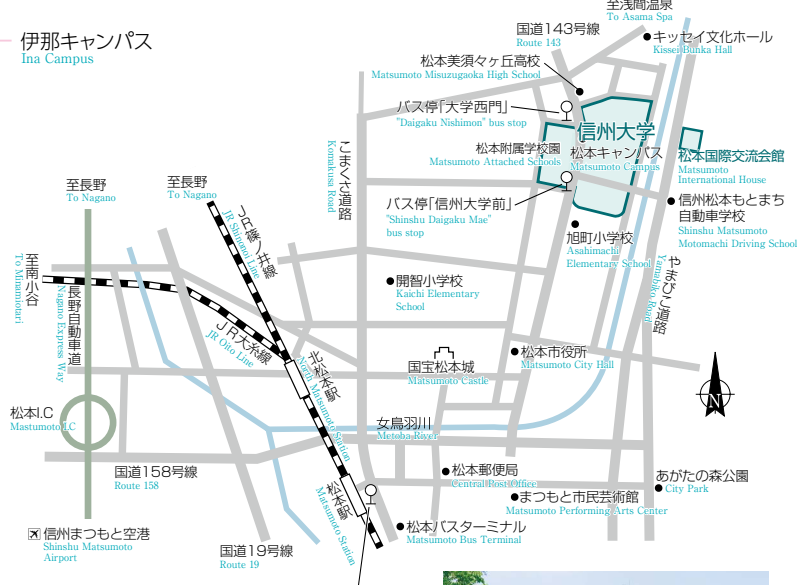 伊那キャンパス
Ina Campus
至浅間温泉
To Asama Spa
国道143号線
Route 143
キッセイ文化ホール
Kissei Bunka Hall
松本美須々ヶ丘高校
Matsumoto Misuzugaoka High School
バス停「大学西門」
"Daigaku Nishimon" bus stop
信州大学
松本キャンパス
Matsumoto Campus
松本附属学校園
Matsumoto Attached Schools
松本国際交流会館
Matsumoto
International House
バス停「信州大学前」
"Shinshu Daigaku Mae"
bus stop
信州松本もとまち
自動車学校
Shinshu Matsumoto
Motomachi Driving School
旭町小学校
Asahimachi
Elementary School
こまくさ道路
Komakusa Road
やまびこ道路
Yamabiko Road
至長野
To Nagano
至長野
To Nagano
JR篠ノ井線
JR Shinonoi Line
至南小谷
To Minamiotari
長野自動車道
Nagano Express Way
JR大糸線
JR Oito Line
開智小学校
Kaichi Elementary
School
北松本駅
North Matsumoto Station
国宝松本城
Matsumoto Castle
松本市役所
Matsumoto City Hall
N
松本I.C
Mastumoto I.C
女鳥羽川
Metoba River
国道158号線
Route 158
松本郵便局
Central Post Office
あがたの森公園
City Park
松本駅
Matsumoto Station
まつもと市民芸術館
Matsumoto Performing Arts Center
信州まつもと空港
Shinshu Matsumoto
Airport
国道19号線
Route 19
松本バスターミナル
Matsumoto Bus Terminal